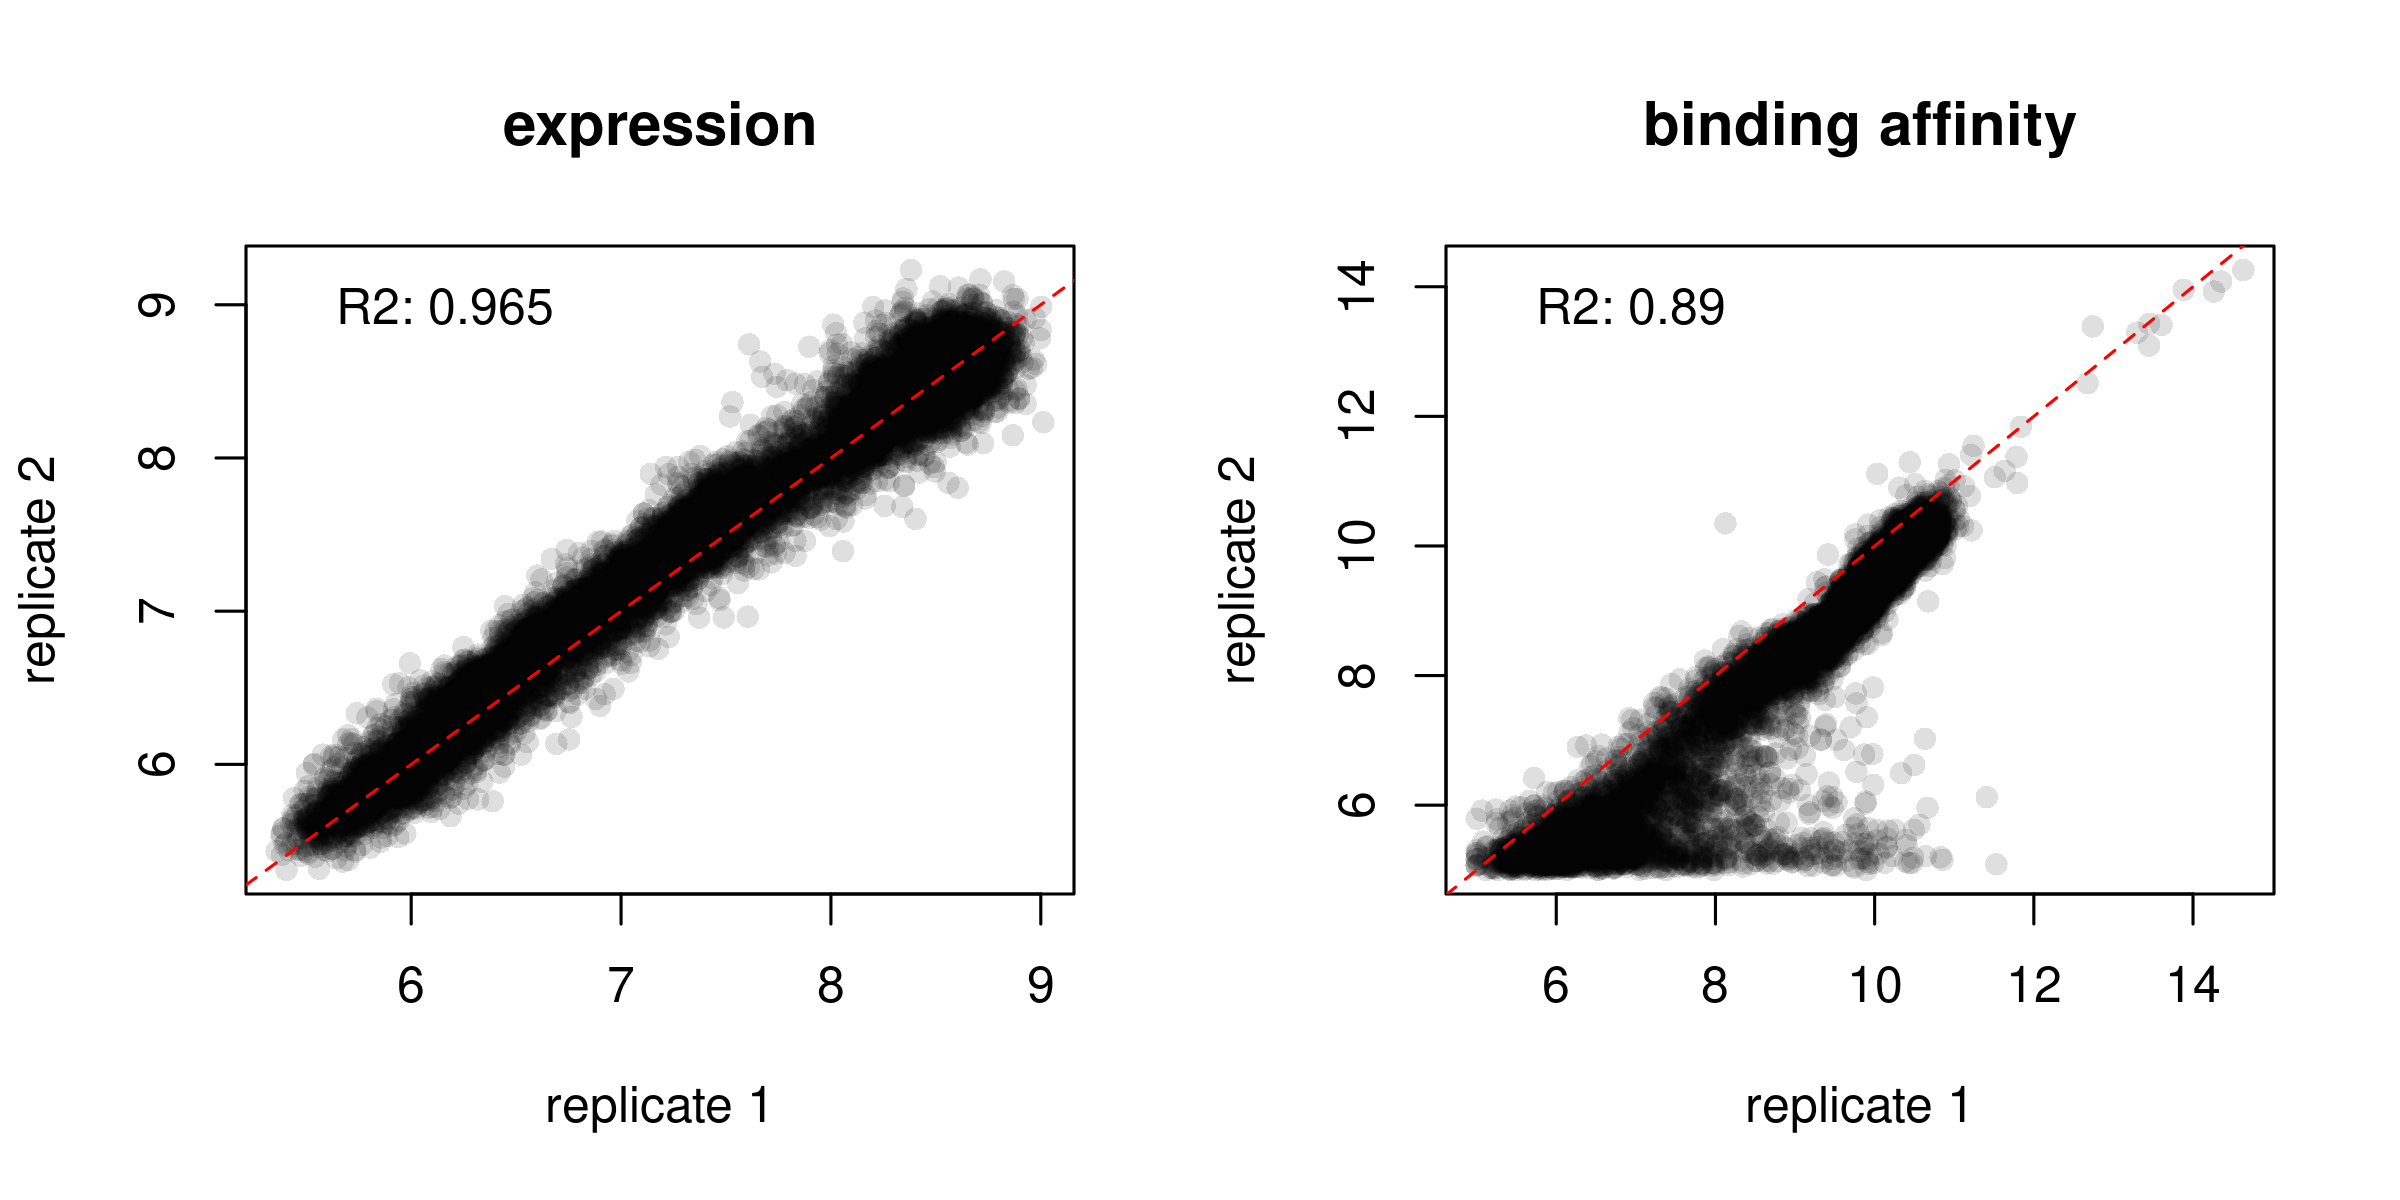 expression
R2: 0.965
replicate 2
9
8
7
6
6 7 8 9
replicate 1
binding affinity
R2: 0.89
replicate 2
14
12
10
8
6
6 8 10 12 14
replicate 1